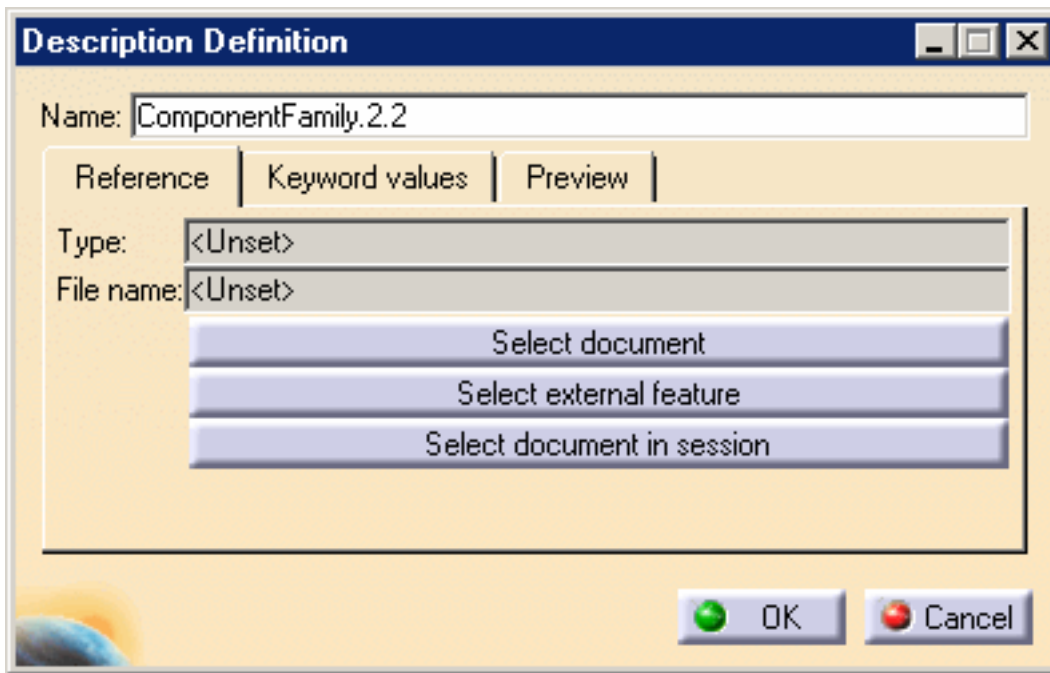 Description Definition
Name: ComponentFamily.2.2
Reference Keyword values Preview
Type: <Unset>
File name: <Unset>
Select document
Select external feature
Select document in session
OK Cancel